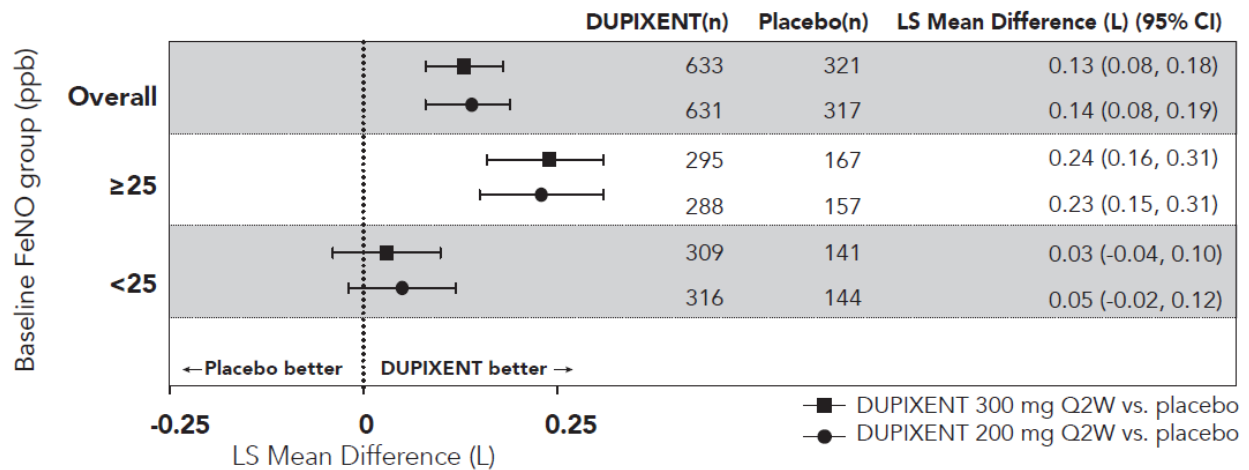 DUPIXENT(n) Placebo(n) LS Mean Difference (L) (95% CI)
Baseline FeNO group (ppb)
Overall
633 321 0.13 (0.08, 0.18)
631 317 0.14 (0.08, 0.19)
≥25
295 167 0.24 (0.16, 0.31)
288 157 0.23 (0.15, 0.31)
<25
309 141 0.03 (-0.04, 0.10)
316 144 0.05 (-0.02, 0.12)
←Placebo better DUPIXENT better→
-0.25 0 0.25
LS Mean Difference (L)
DUPIXENT 300 mg Q2W vs. placebo
DUPIXENT 200 mg Q2W vs. placebo